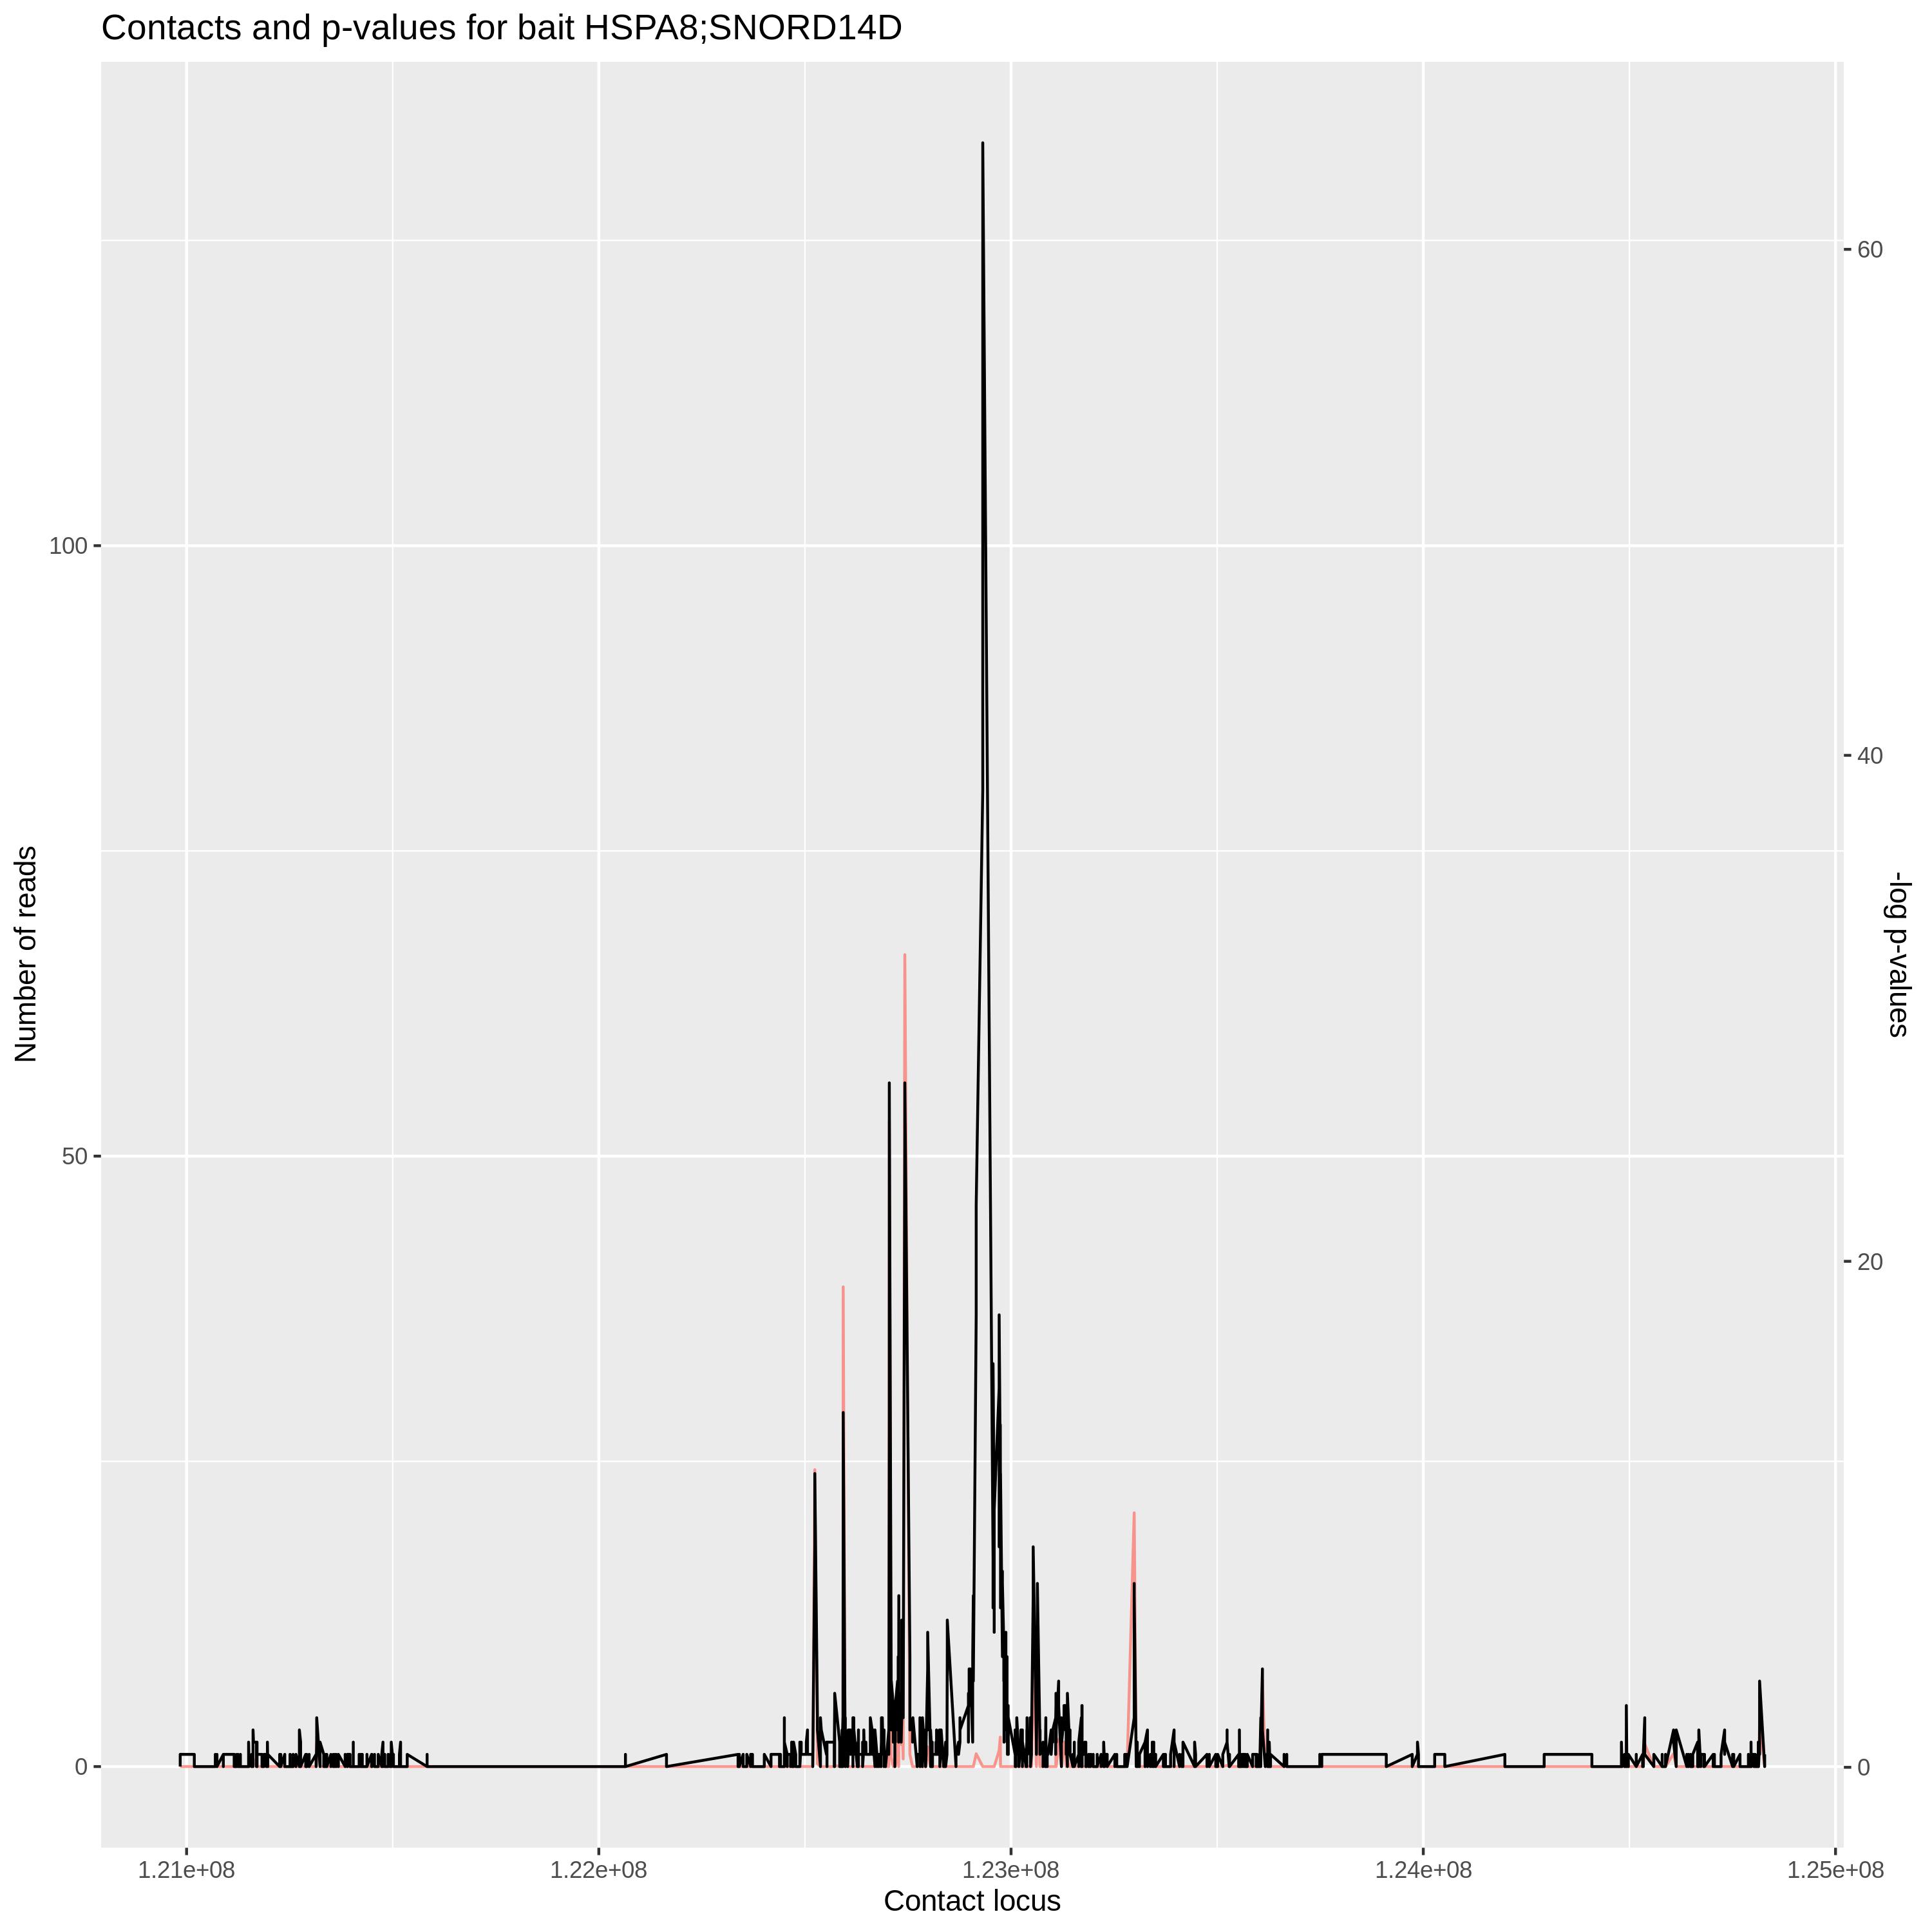 Contacts and p-values for bait HSPA8;SNORD14D
Number of reads
100
50
0
60
40
20
0
-log p-values
1.21e+08
1.22e+08
1.23e+08
1.24e+08
1.25e+08
Contact locus